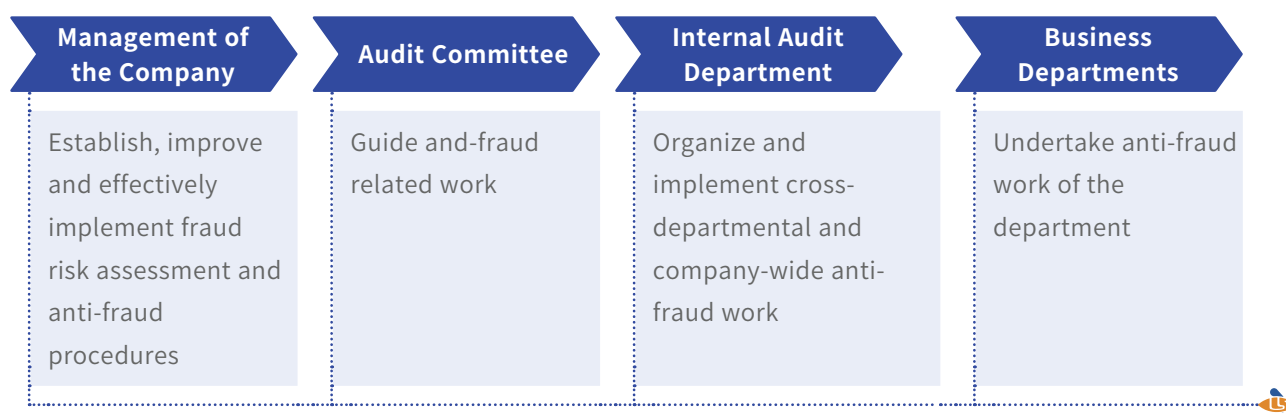 Management of
the Company
Establish, improve
and effectively
implement fraud
risk assessment and
anti-fraud
procedures
Audit Committee
Guide and-fraud
related work
Internal Audit
Department
Organize and
implement cross-
departmental and
company-wide anti-
fraud work
Business
Departments
Undertake anti-fraud
work of the
department